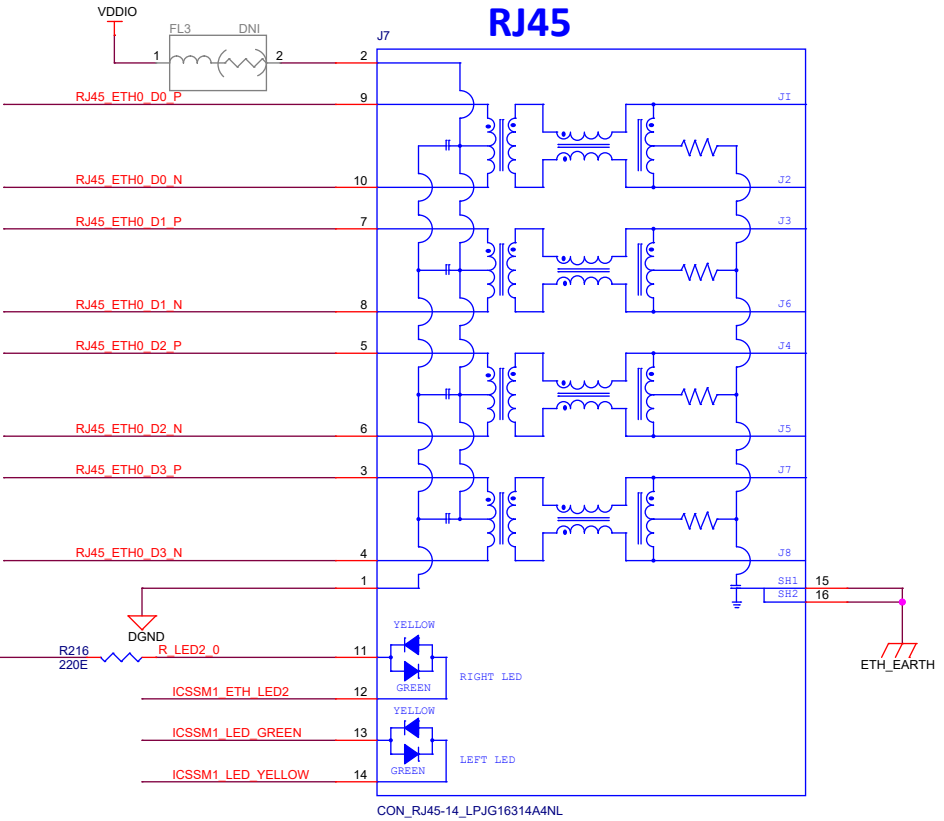 RJ45
VDDIO
FL3 DNI
J7
1 2 2
RJ45_ETH0_D0_P 9 J1
RJ45_ETH0_D0_N 10 J2
RJ45_ETH0_D1_P 7 J3
RJ45_ETH0_D1_N 8 J6
RJ45_ETH0_D2_P 5 J4
RJ45_ETH0_D2_N 6 J5
RJ45_ETH0_D3_P 3 J7
RJ45_ETH0_D3_N 4 J8
1 SH1 15
SH2 16
DGND
YELLOW
R216 R_LED2_0 11
220E
ETH_EARTH
RIGHT LED
GREEN
ICSSM1_ETH_LED2 12
YELLOW
ICSSM1_LED_GREEN 13
LEFT LED
GREEN
ICSSM1_LED_YELLOW 14
CON_RJ45-14_LPJG16314A4NL